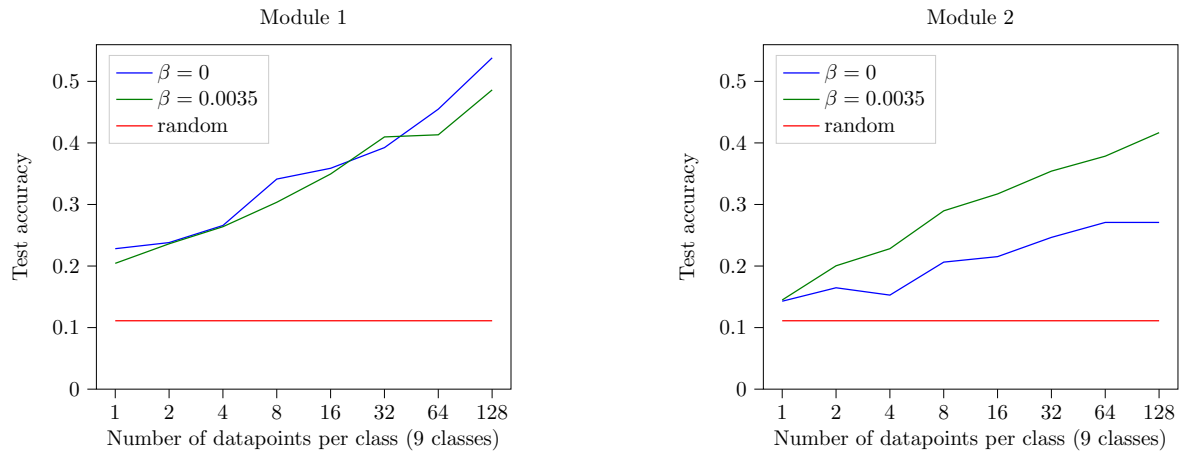 Module 1
β = 0
β = 0.0035
random
0.5
0.4
0.3
0.2
0.1
0
Test accuracy
1 2 4 8 16 32 64 128
Number of datapoints per class (9 classes)
Module 2
β = 0
β = 0.0035
random
0.5
0.4
0.3
0.2
0.1
0
Test accuracy
1 2 4 8 16 32 64 128
Number of datapoints per class (9 classes)